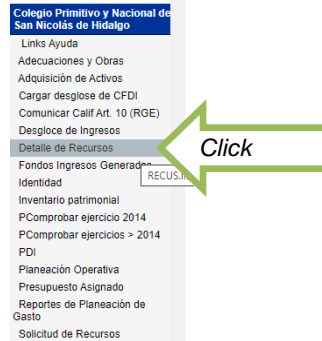 Colegio Primitivo y Nacional de
San Nicolás de Hidalgo
Links Ayuda
Adecuaciones y Obras
Adquisición de Activos
Cargar desglose de CFDI
Comunicar Calif Art. 10 (RGE)
Desgloce de Ingresos
Detalle de Recursos
Click
Fondos Ingresos Generados
RECUS.
Identidad
Inventario patrimonial
PComprobar ejercicio 2014
PComprobar ejercicios > 2014
PDI
Planeación Operativa
Presupuesto Asignado
Reportes de Planeación de
Gasto
Solicitud de Recursos